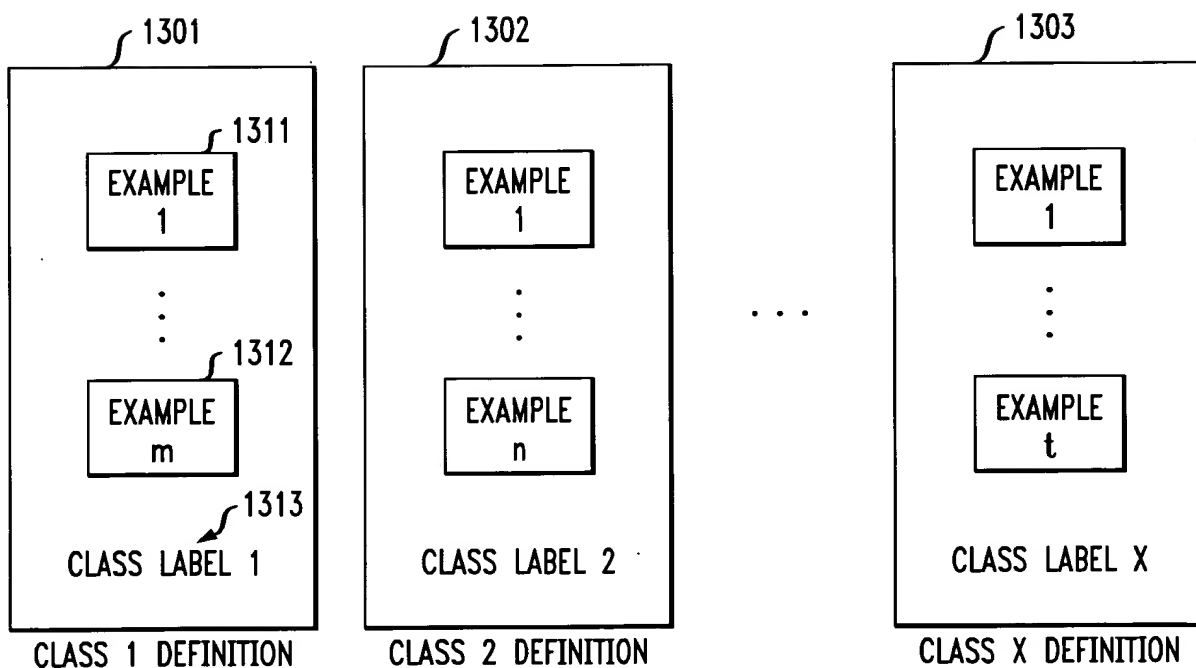 1301
1302
1303
1311
EXAMPLE
1
EXAMPLE
1
EXAMPLE
1
. . .
1312
EXAMPLE
m
EXAMPLE
n
EXAMPLE
t
1313
CLASS LABEL 1
CLASS LABEL 2
CLASS LABEL X
CLASS 1 DEFINITION
CLASS 2 DEFINITION
CLASS X DEFINITION